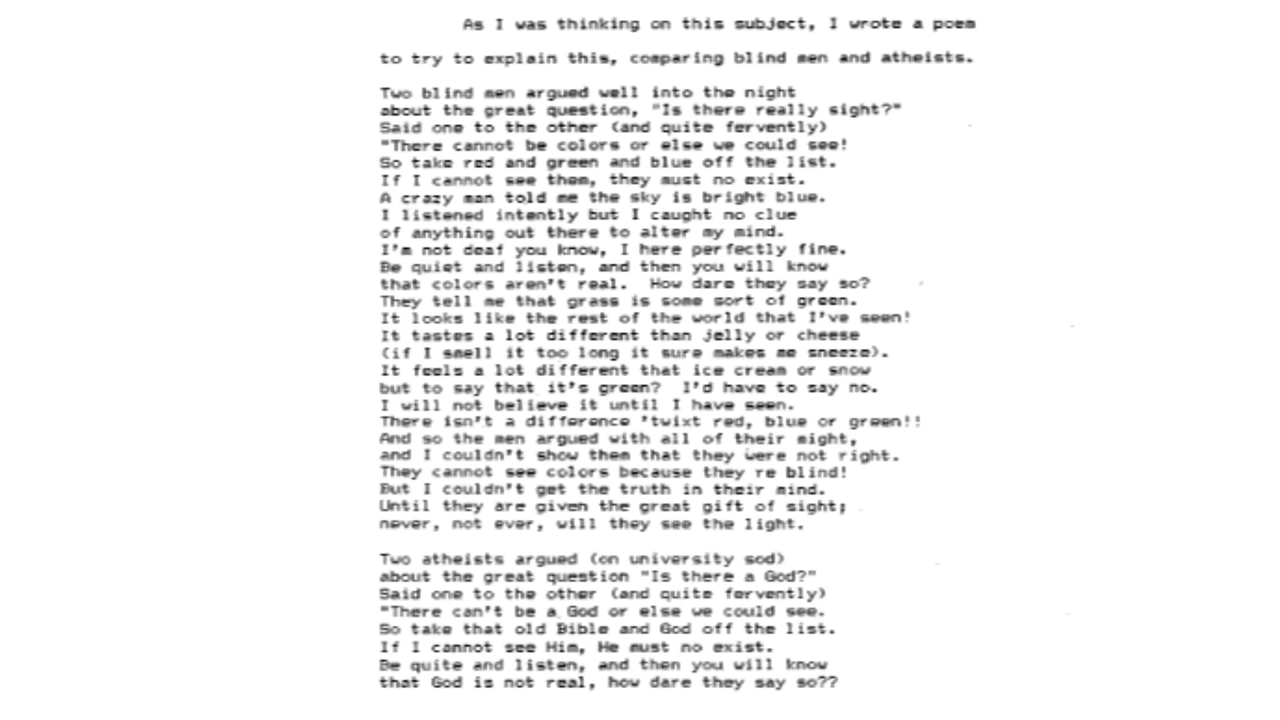 As I was thinking on this subject, I wrote a poem
to try to explain this, comparing blind men and atheists.
Two blind men argued well into the night
about the great question, "Is there really sight?"
Said one to the other (and quite fervently)
"There cannot be colors or else we could see!
So take red and green and blue off the list.
If I cannot see them, they must no exist.
A crazy man told me the sky is bright blue.
I listened intently but I caught no clue
of anything out there to alter my mind.
I'm not deaf you know, I here perfectly fine.
Be quiet and listen, and then you will know
that colors aren't real.  How dare they say so?
They tell me that grass is some sort of green.
It looks like the rest of the world that I've seen!
It tastes a lot different than jelly or cheese
(if I smell it too long it sure makes me sneeze).
It feels a lot different that ice cream or snow
but to say that it's green?  I'd have to say no.
I will not believe it until I have seen.
There isn't a difference 'twixt red, blue or green!!
And so the men argued with all of their might,
and I couldn't show them that they were not right.
They cannot see colors because they re blind!
But I couldn't get the truth in their mind.
Until they are given the great gift of sight;
never, not ever, will they see the light.
Two atheists argued (on university sod)
about the great question "Is there a God?"
Said one to the other (and quite fervently)
"There can't be a God or else we could see.
So take that old Bible and God off the list.
If I cannot see Him, He must no exist.
Be quite and listen, and then you will know
that God is not real, how dare they say so??